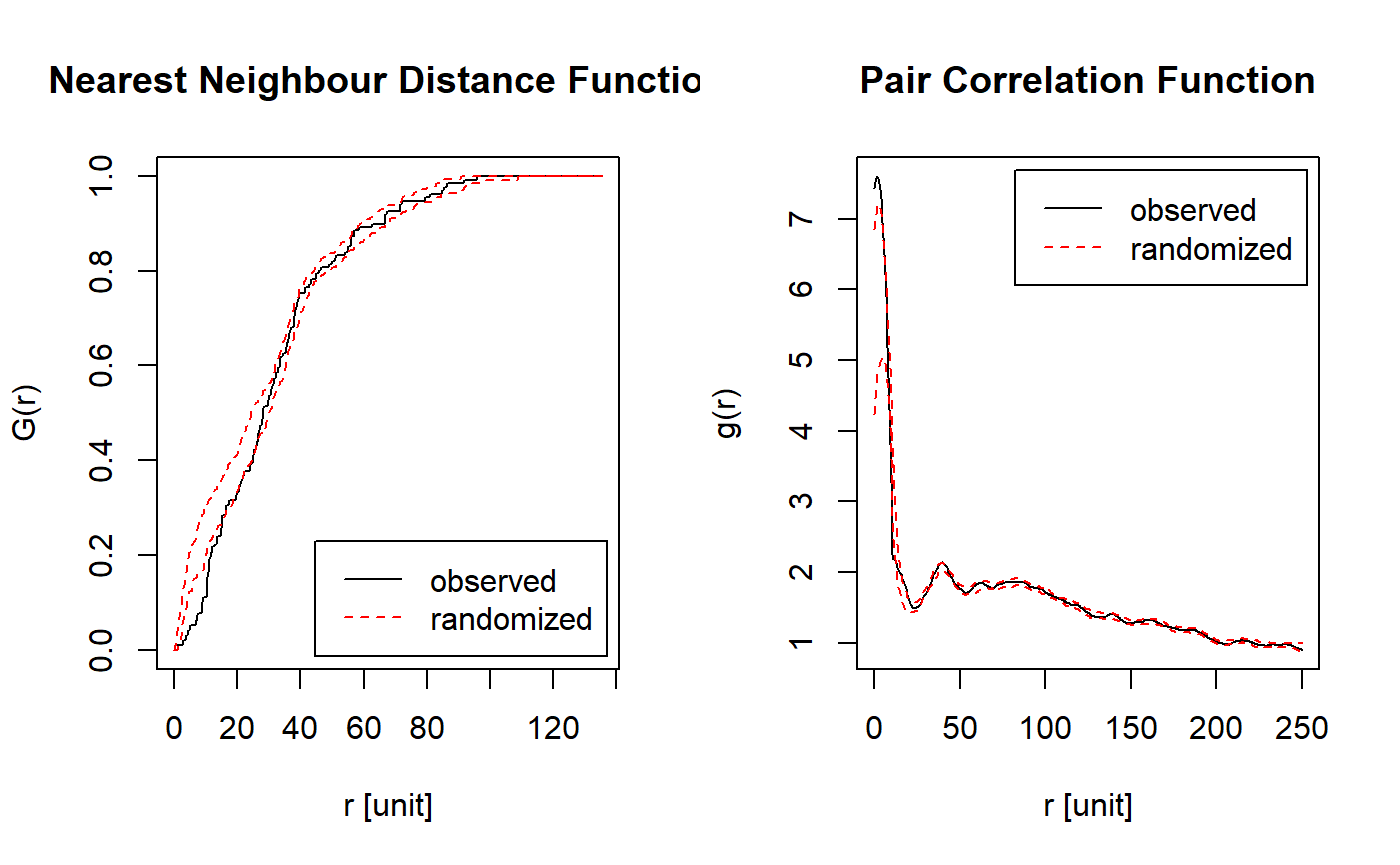 Nearest Neighbour Distance Functio
G(r)
1.0
0.8
0.6
0.4
0.2
0.0
observed
randomized
0 20 40 60 80 120
r [unit]
Pair Correlation Function
g(r)
7
6
5
4
3
2
1
observed
randomized
0 50 100 150 200 250
r [unit]